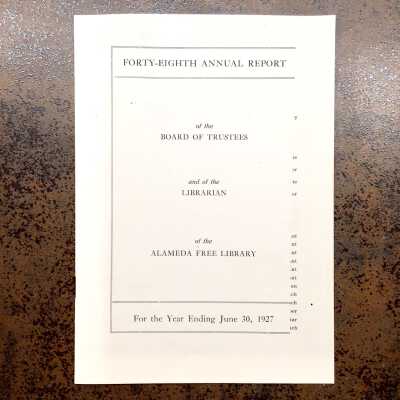 FORTY-EIGHTH ANNUAL REPORT
of the
BOARD OF TRUSTEES
and of the
LIBRARIAN
of the
ALAMEDA FREE LIBRARY
For the Year Ending June 30, 1927